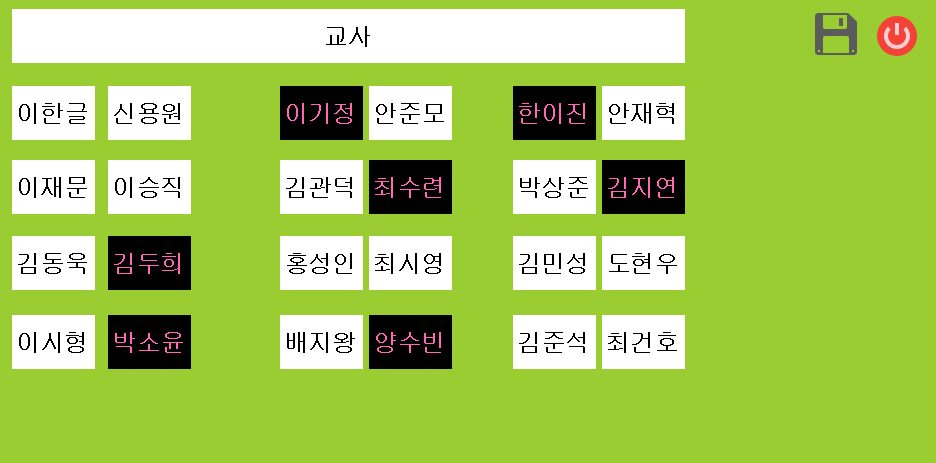 교사
이한글 신용원 이기정 안준모 한이진 안재혁
이재문 이승직 김관덕 최수련 박상준 김지연
김동욱 김두희 홍성인 최시영 김민성 도현우
이시형 박소윤 배지왕 양수빈 김준석 최건호